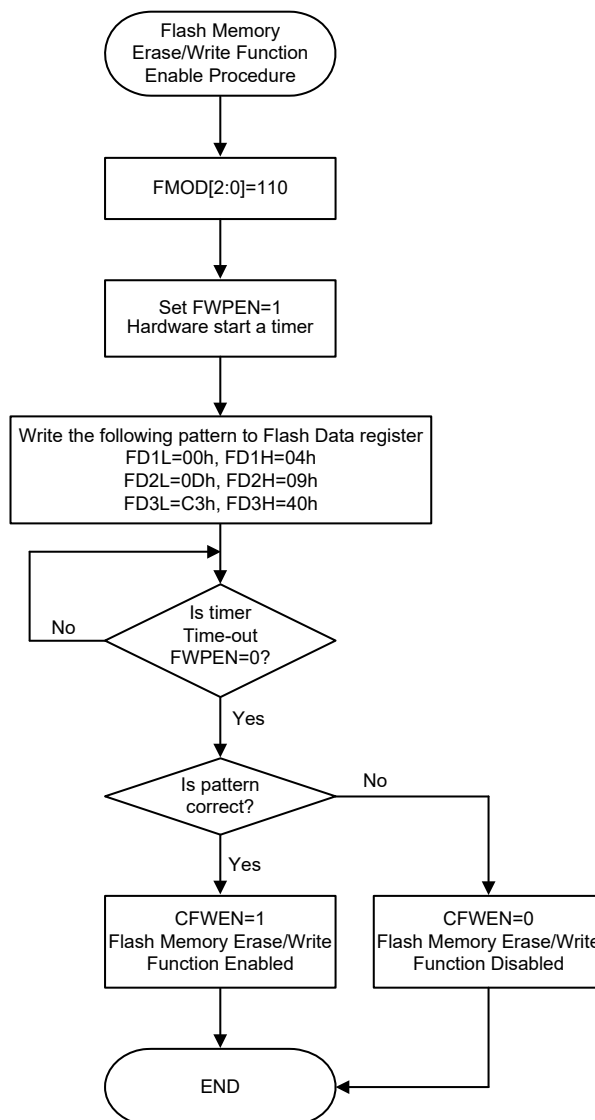 Flash Memory
Erase/Write Function
Enable Procedure
FMOD[2:0]=110
Set FWPEN=1
Hardware start a timer
Write the following pattern to Flash Data register
FD1L=00h, FD1H=04h
FD2L=0Dh, FD2H=09h
FD3L=C3h, FD3H=40h
Is timer
Time-out
FWPEN=0?
No
Yes
Is pattern
correct?
No
Yes
CFWEN=1
Flash Memory Erase/Write
Function Enabled
CFWEN=0
Flash Memory Erase/Write
Function Disabled
END